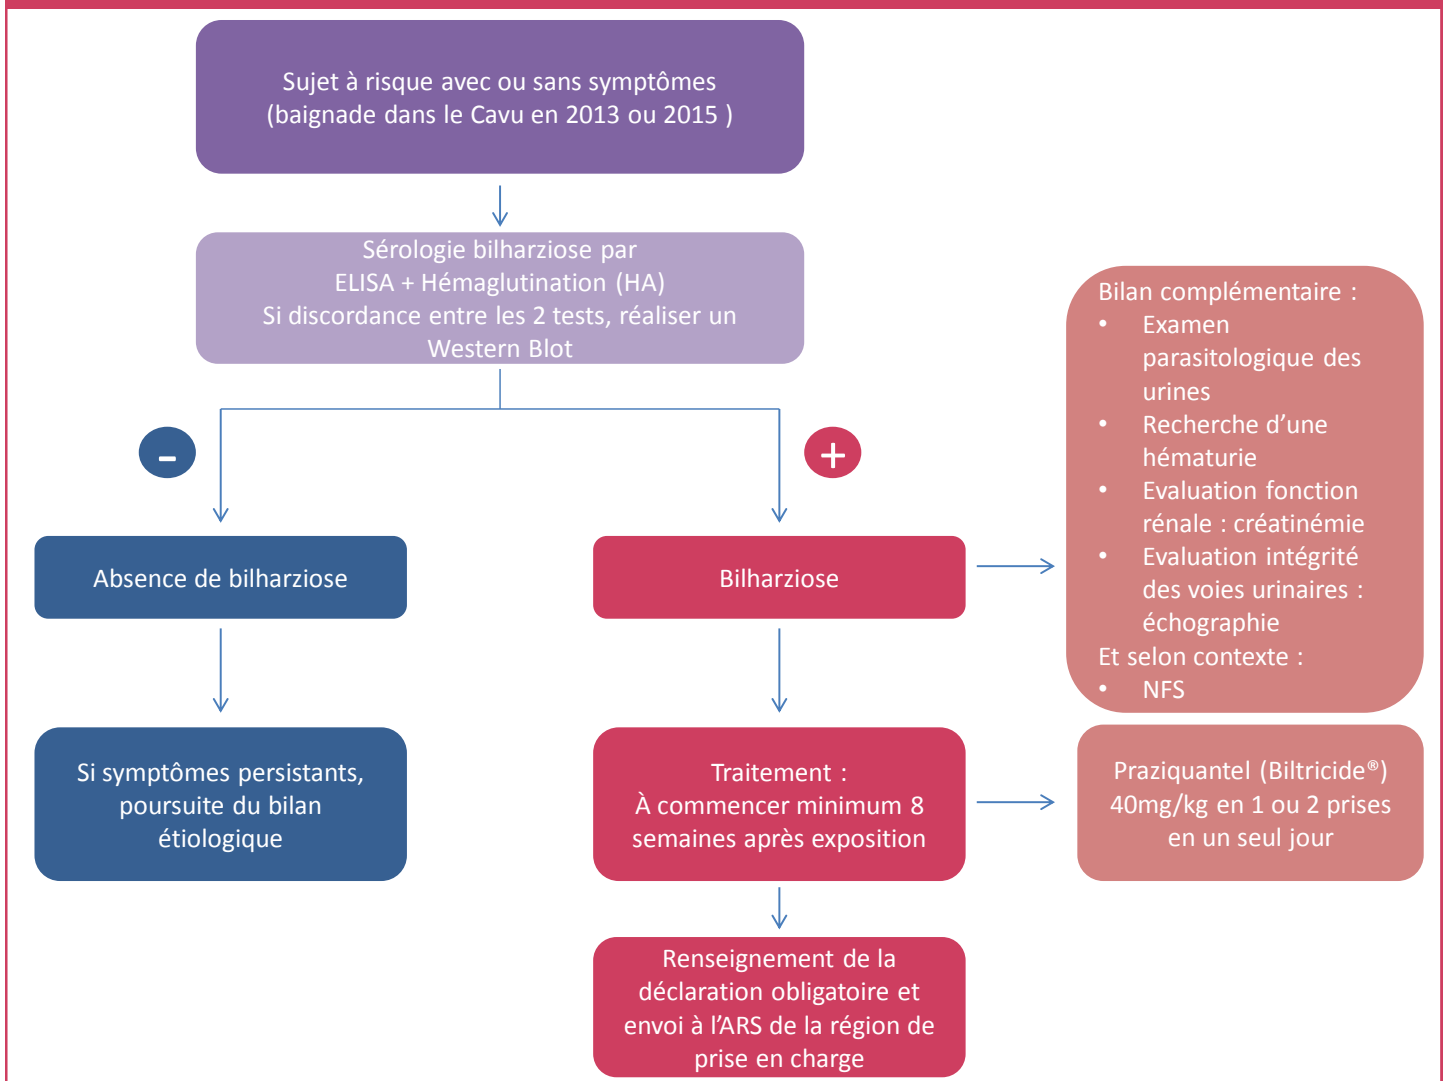 Sujet à risque avec ou sans symptômes
(baignade dans le Cavu en 2013 ou 2015 )
Sérologie bilharziose par
ELISA + Hémaglutination (HA)
Si discordance entre les 2 tests, réaliser un
Western Blot
-
+
Absence de bilharziose
Bilharziose
Bilan complémentaire :
• Examen
parasitologique des
urines
• Recherche d’une
hématurie
• Evaluation fonction
rénale : créatinémie
• Evaluation intégrité
des voies urinaires :
échographie
Et selon contexte :
• NFS
Si symptômes persistants,
poursuite du bilan
étiologique
Traitement :
À commencer minimum 8
semaines après exposition
Praziquantel (Biltricide®)
40mg/kg en 1 ou 2 prises
en un seul jour
Renseignement de la
déclaration obligatoire et
envoi à l’ARS de la région de
prise en charge